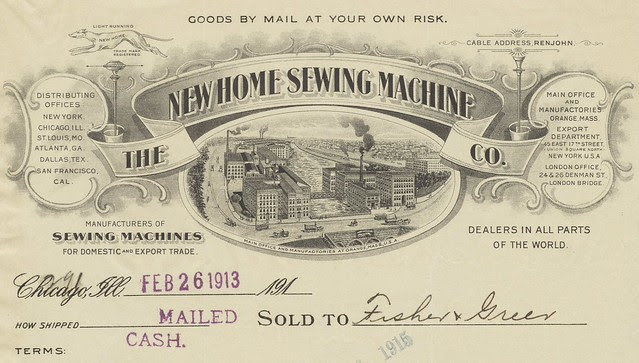 GOODS BY MAIL AT YOUR OWN RISK.
LIGHT RUNNING
NEW HOME
TRADE MARK
REGISTERED
CABLE ADDRESS, RENJOHN.
THE
NEW HOME SEWING MACHINE
CO.
DISTRIBUTING
OFFICES
NEW YORK.
CHICAGO, ILL.
ST LOUIS, MO.
ATLANTA, GA.
DALLAS, TEX.
SAN FRANCISCO,
CAL.
MAIN OFFICE
AND
MANUFACTORIES
ORANGE, MASS.
EXPORT
DEPARTMENT,
45 EAST 17TH STREET,
UNION SQUARE NORTH
NEW YORK U.S.A
LONDON OFFICE,
24 & 26 DENMAN ST.
LONDON BRIDGE.
MAIN OFFICE AND MANUFACTORIES AT ORANGE, MASS, U.S.A
MANUFACTURERS OF
SEWING MACHINES
FOR DOMESTIC AND EXPORT TRADE.
DEALERS IN ALL PARTS
OF THE WORLD.
Chicago, Ill. FEB 26 1913 191
HOW SHIPPED MAILED SOLD TO Fisher & Greer
CASH.
TERMS:
1915